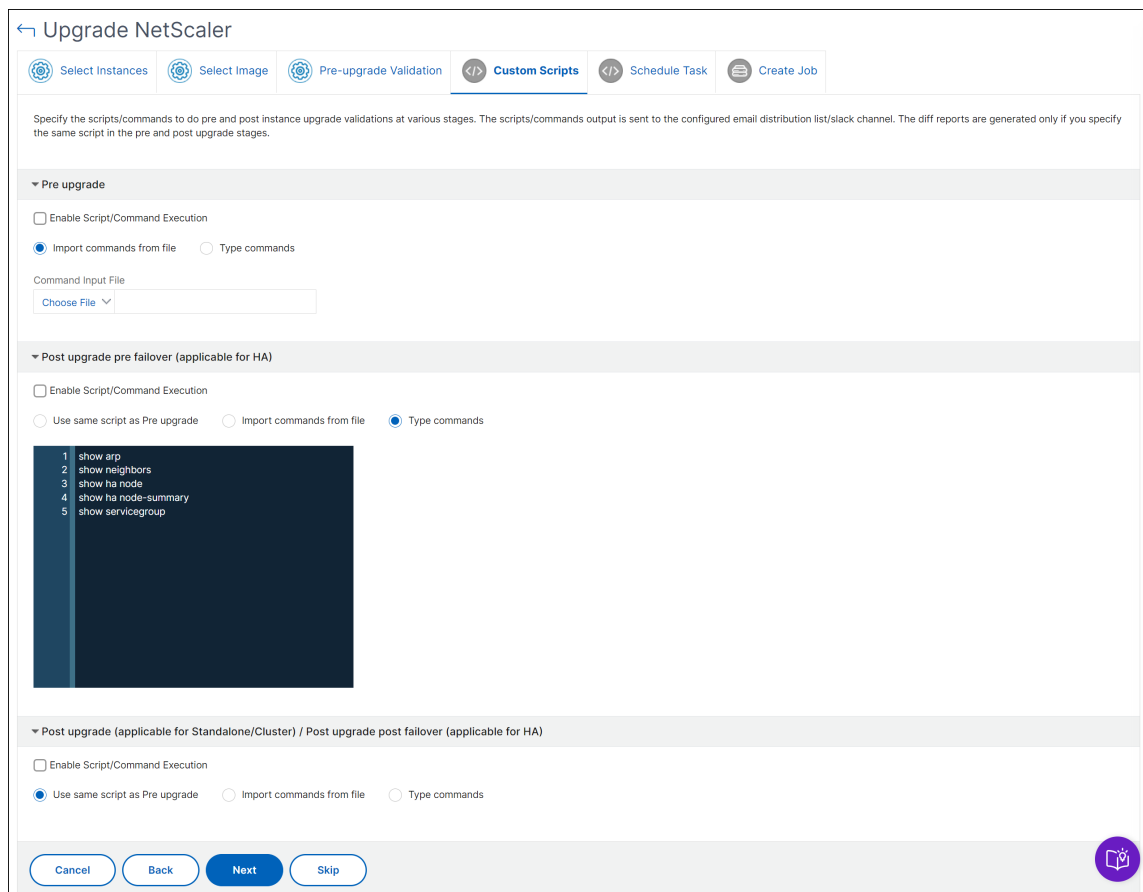 Upgrade NetScaler
Select Instances
Select Image
Pre-upgrade Validation
</> Custom Scripts
</> Schedule Task
Create Job
Specify the scripts/commands to do pre and post instance upgrade validations at various stages. The scripts/commands output is sent to the configured email distribution list/slack channel. The diff reports are generated only if you specify
the same script in the pre and post upgrade stages.
Pre upgrade
Enable Script/Command Execution
Import commands from file Type commands
Command Input File
Choose File
Post upgrade pre failover (applicable for HA)
Enable Script/Command Execution
Use same script as Pre upgrade Import commands from file Type commands
1 show arp
2 show neighbors
3 show ha node
4 show ha node-summary
5 show servicegroup
Post upgrade (applicable for Standalone/Cluster) / Post upgrade post failover (applicable for HA)
Enable Script/Command Execution
Use same script as Pre upgrade Import commands from file Type commands
Cancel Back Next Skip